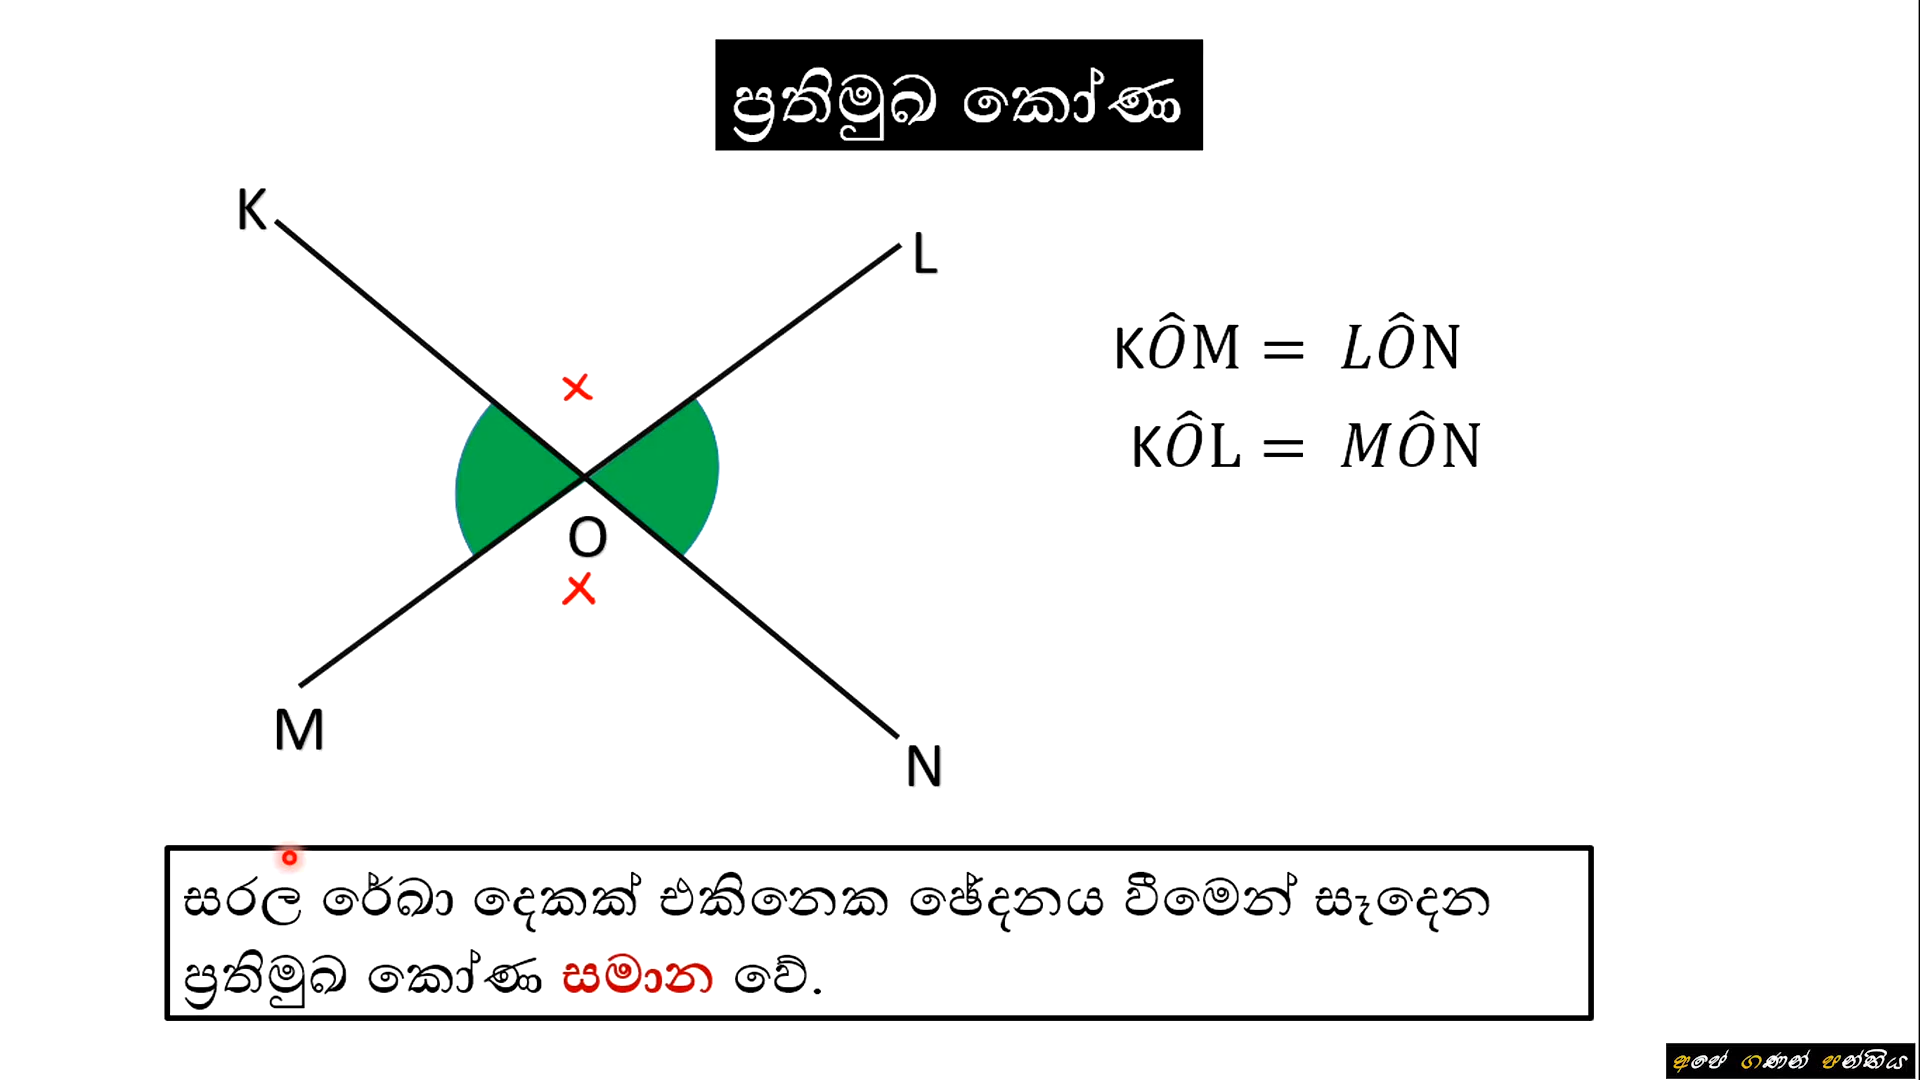 ප්‍රතිමුඛ කෝණ
K
L
KÔM = LÔN
KÔL = MÔN
O
M
N
සරල රේඛා දෙකක් එකිනෙක ඡේදනය වීමෙන් සෑදෙන
ප්‍රතිමුඛ කෝණ සමාන වේ.
අපේ ගණන් පන්තිය